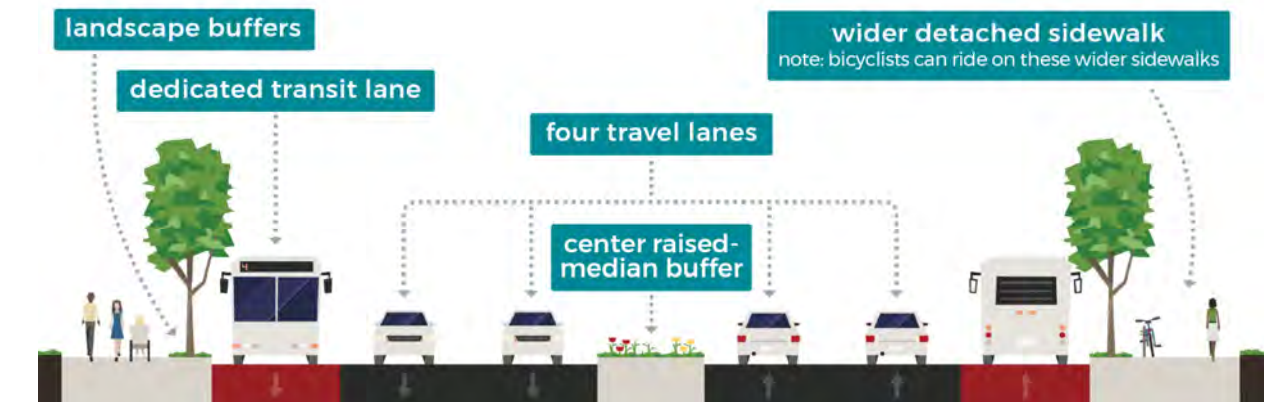 landscape buffers
dedicated transit lane
wider detached sidewalk
note: bicyclists can ride on these wider sidewalks
four travel lanes
center raised-
median buffer
4